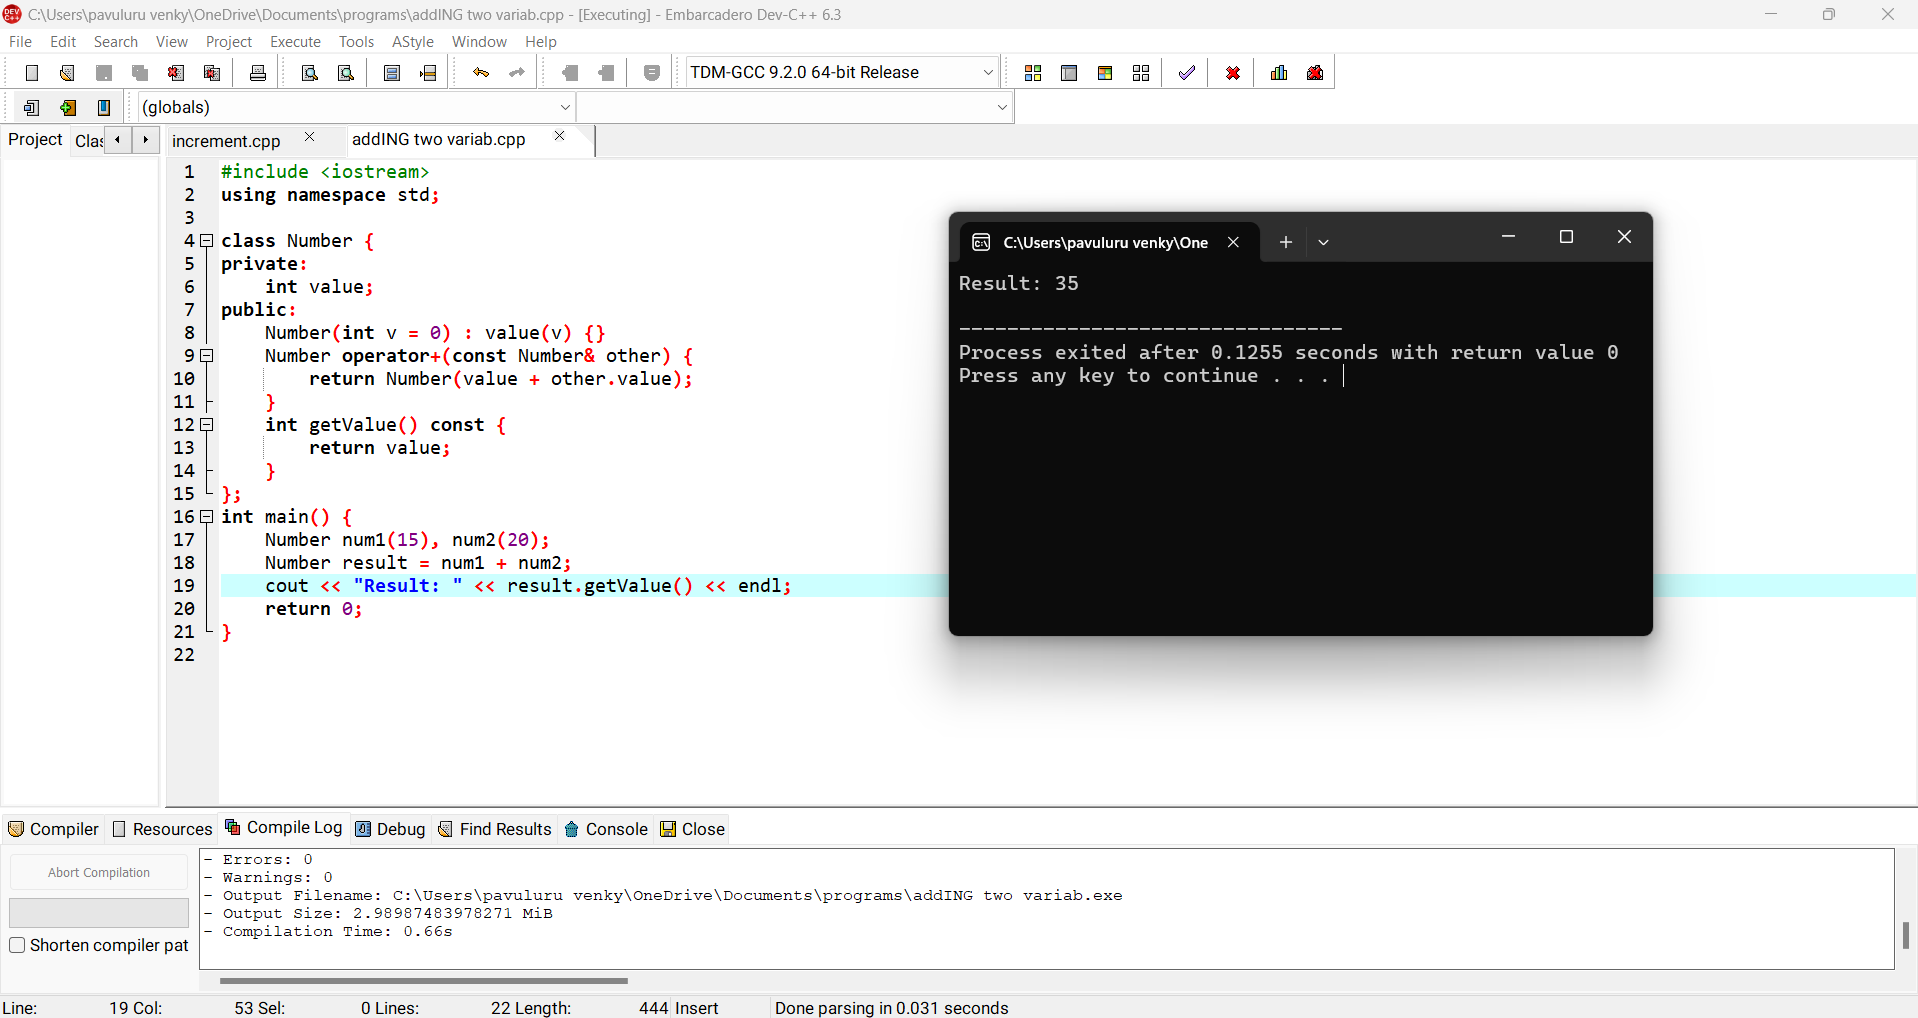 C:\Users\pavuluru venky\OneDrive\Documents\programs\addING two variab.cpp - [Executing] - Embarcadero Dev-C++ 6.3
File Edit Search View Project Execute Tools AStyle Window Help
TDM-GCC 9.2.0 64-bit Release
(globals)
Project Clas increment.cpp addING two variab.cpp
1 #include <iostream>
2 using namespace std;
3
4 class Number {
5 private:
6     int value;
7 public:
8     Number(int v = 0) : value(v) {}
9     Number operator+(const Number& other) {
10         return Number(value + other.value);
11     }
12     int getValue() const {
13         return value;
14     }
15 };
16 int main() {
17     Number num1(15), num2(20);
18     Number result = num1 + num2;
19     cout << "Result: " << result.getValue() << endl;
20     return 0;
21 }
22
C:\Users\pavuluru venky\One
Result: 35
--------------------------------
Process exited after 0.1255 seconds with return value 0
Press any key to continue . . .
Compiler Resources Compile Log Debug Find Results Console Close
Abort Compilation
Shorten compiler pat
- Errors: 0
- Warnings: 0
- Output Filename: C:\Users\pavuluru venky\OneDrive\Documents\programs\addING two variab.exe
- Output Size: 2.98987483978271 MiB
- Compilation Time: 0.66s
Line: 19 Col: 53 Sel: 0 Lines: 22 Length: 444 Insert Done parsing in 0.031 seconds